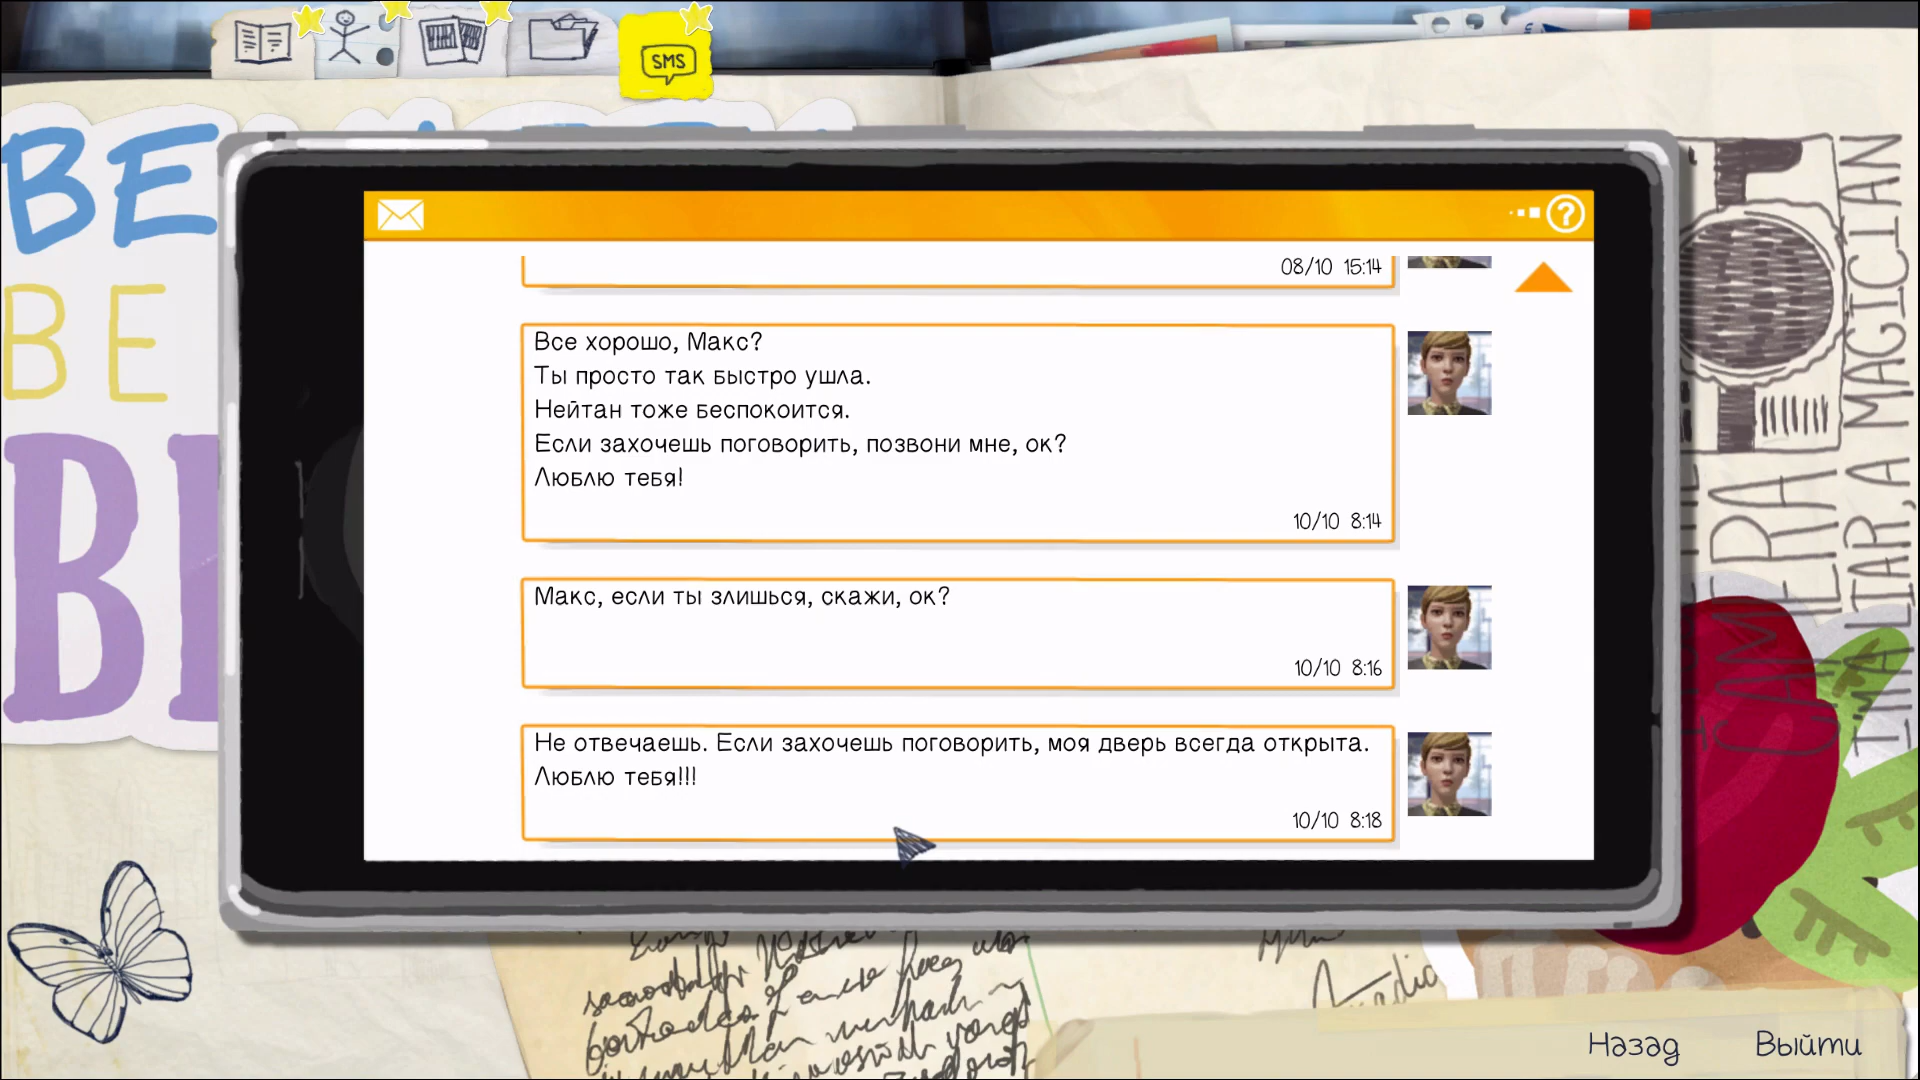 SMS
BE
BE
08/10 15:14
Все хорошо, Макс?
Ты просто так быстро ушла.
Нейтан тоже беспокоится.
Если захочешь поговорить, позвони мне, ок?
Люблю тебя!
10/10 8:14
Макс, если ты злишься, скажи, ок?
10/10 8:16
Не отвечаешь. Если захочешь поговорить, моя дверь всегда открыта.
Люблю тебя!!!
10/10 8:18
CAMERA
LIAR, A MAGICIAN
Назад Выйти